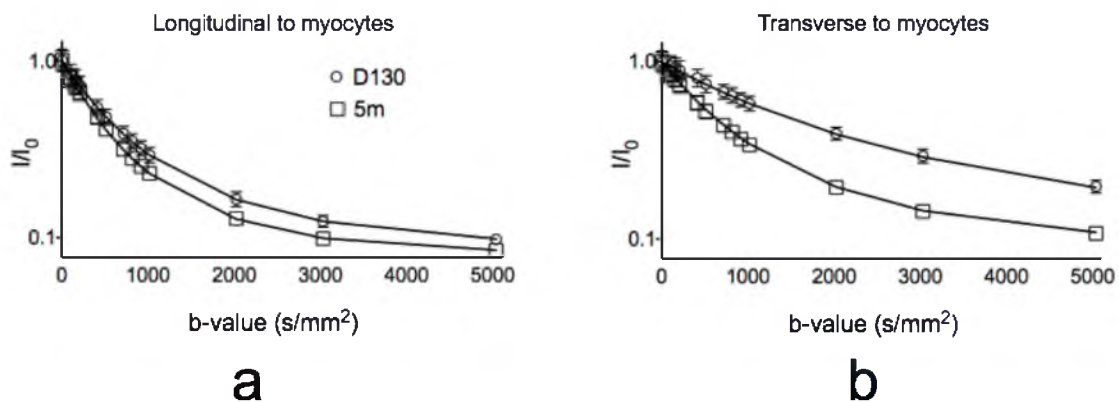 Longitudinal to myocytes
1.0
0.1
I/I0
D130
5m
0 1000 2000 3000 4000 5000
b-value (s/mm²)
a
Transverse to myocytes
1.0
0.1
I/I0
0 1000 2000 3000 4000 5000
b-value (s/mm²)
b